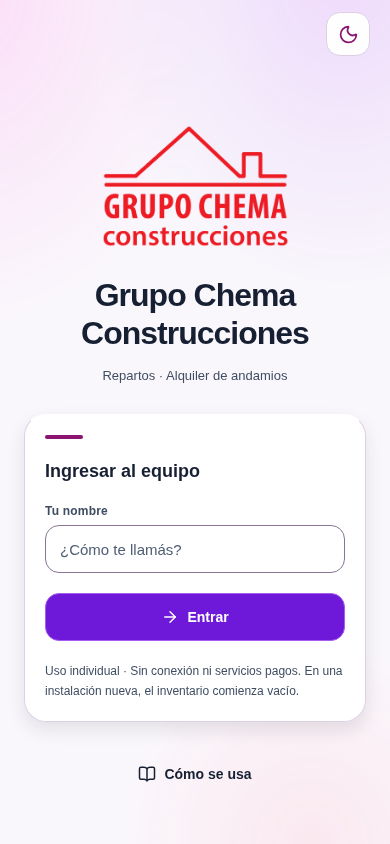 GRUPO CHEMA
construcciones
Grupo Chema
Construcciones
Repartos · Alquiler de andamios
Ingresar al equipo
Tu nombre
¿Cómo te llamás?
Entrar
Uso individual · Sin conexión ni servicios pagos. En una
instalación nueva, el inventario comienza vacío.
Cómo se usa